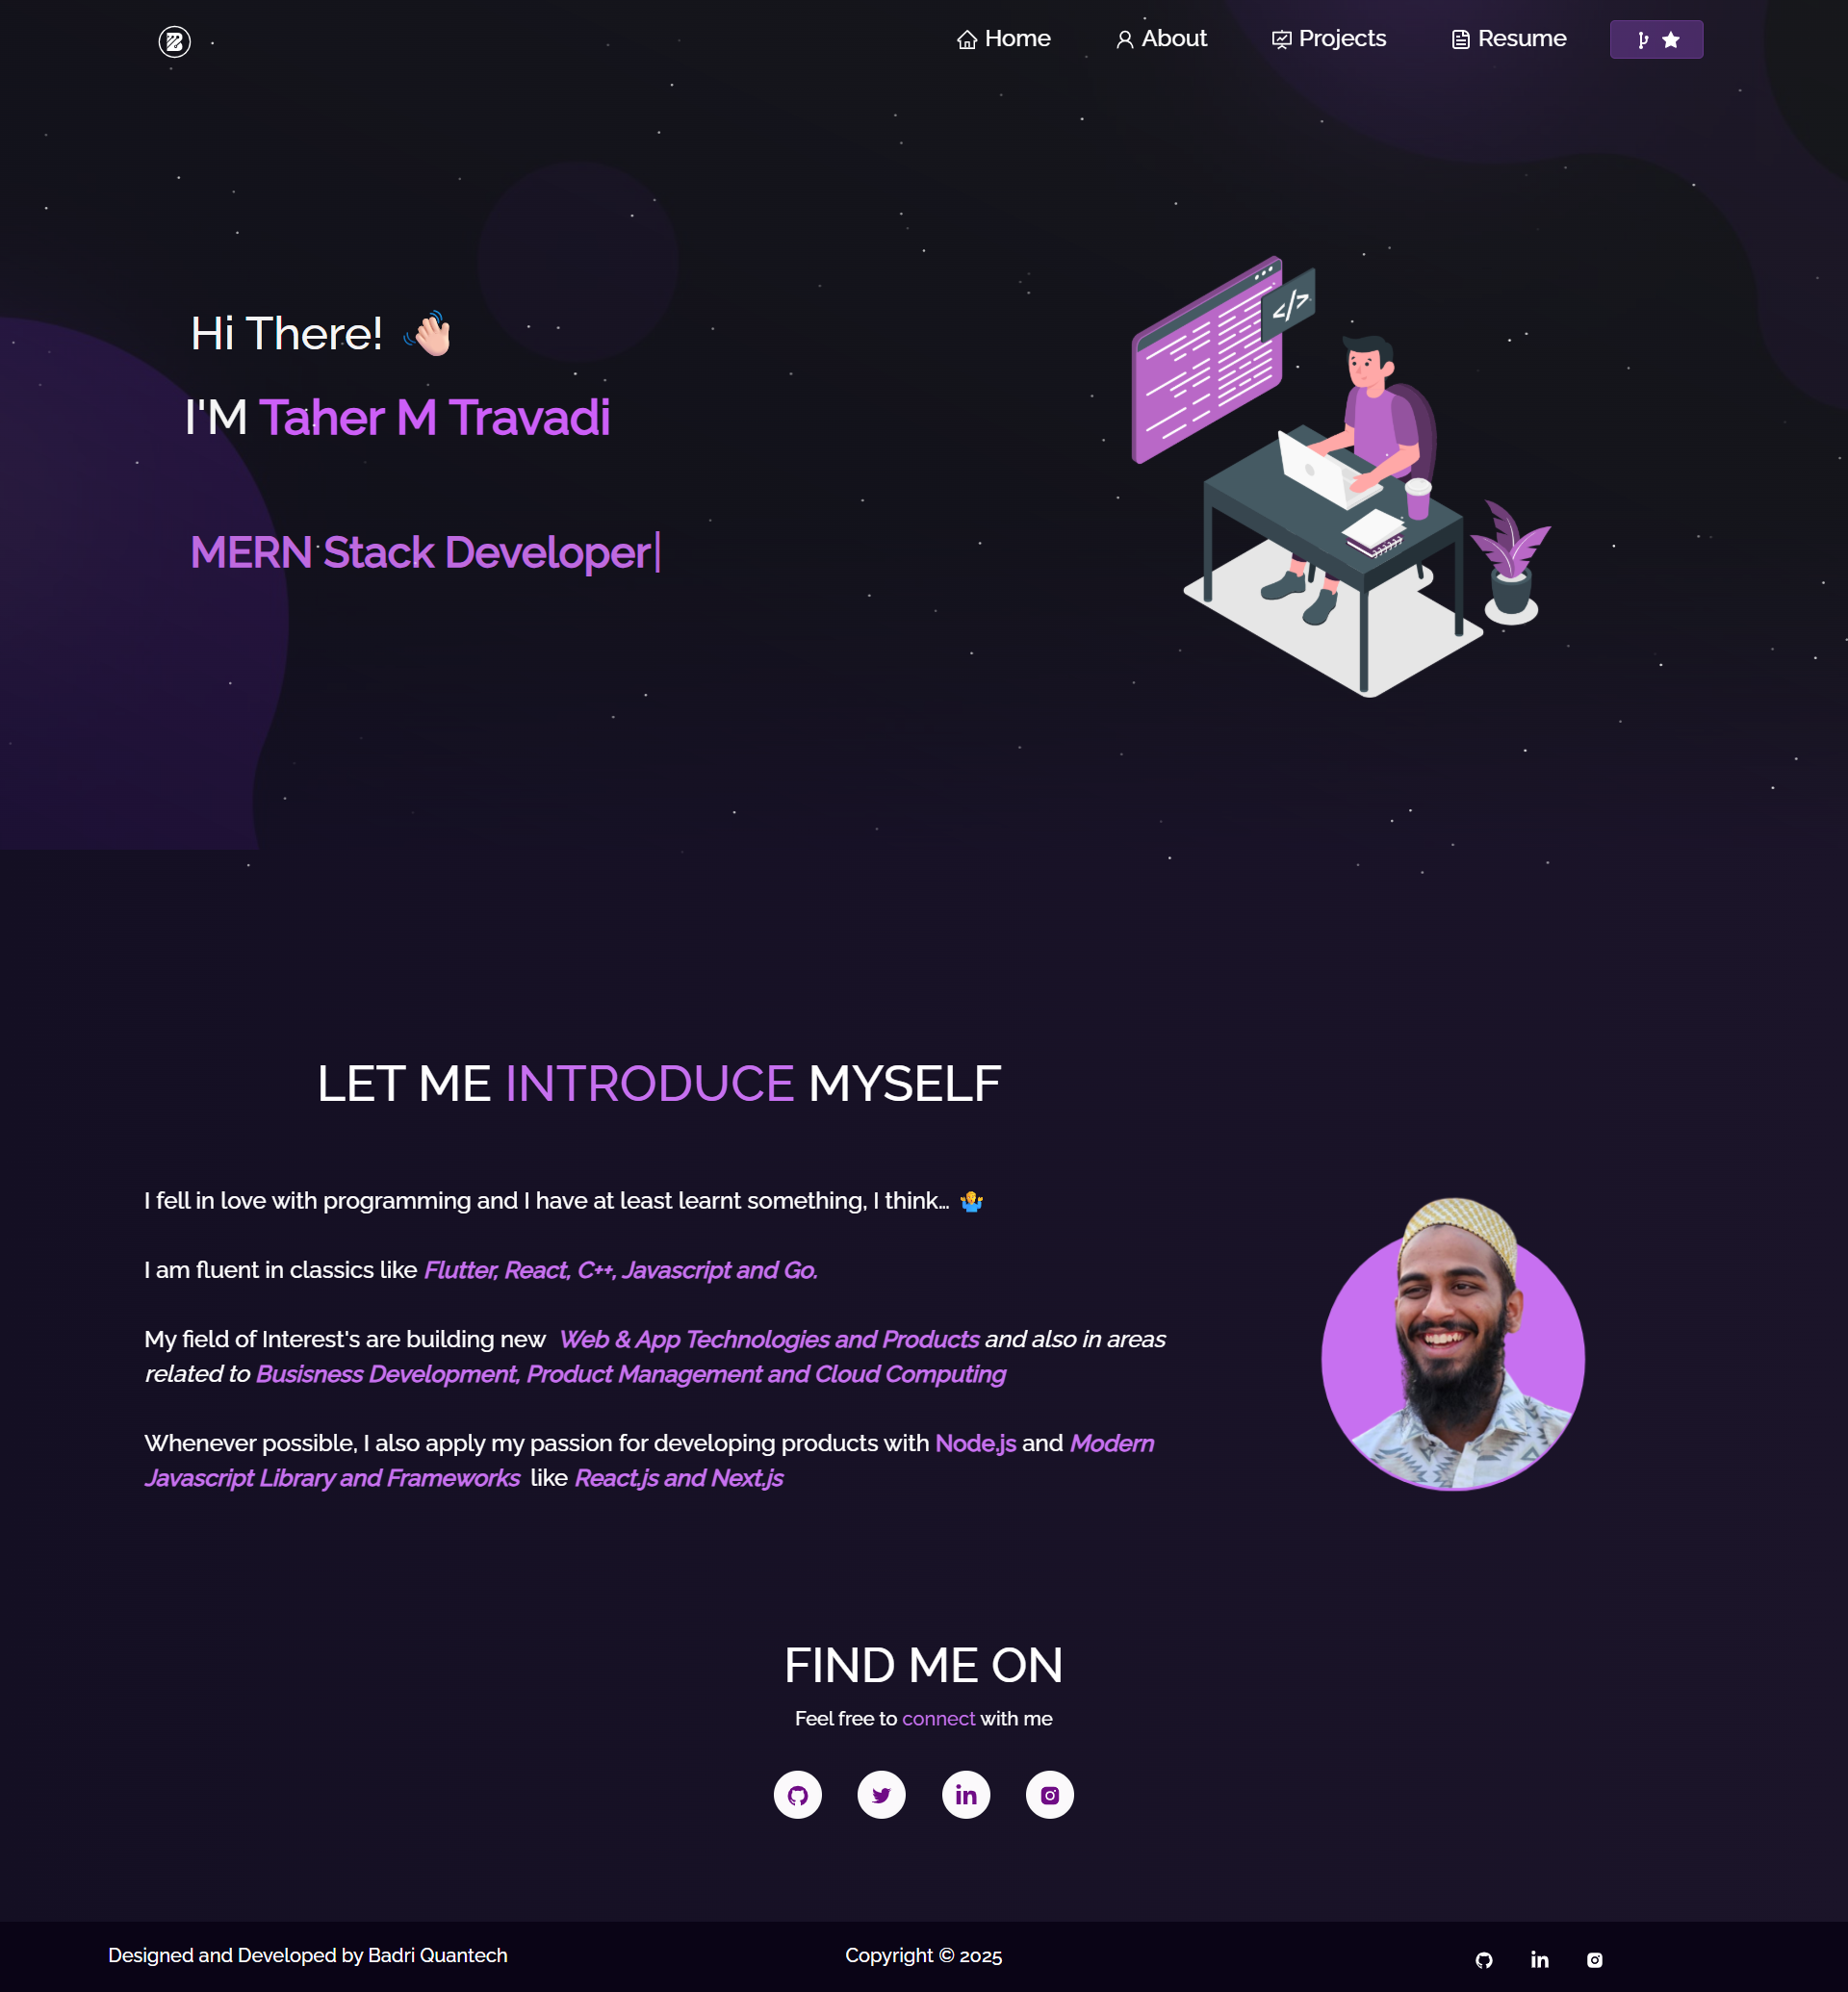 Home
About
Projects
Resume
Hi There! 👋🏻
I'M Taher M Travadi
MERN Stack Developer|
</>
LET ME INTRODUCE MYSELF
I fell in love with programming and I have at least learnt something, I think… 🤷‍♂️
I am fluent in classics like Flutter, React, C++, Javascript and Go.
My field of Interest's are building new Web & App Technologies and Products and also in areas
related to Busisness Development, Product Management and Cloud Computing
Whenever possible, I also apply my passion for developing products with Node.js and Modern
Javascript Library and Frameworks like React.js and Next.js
FIND ME ON
Feel free to connect with me
Designed and Developed by Badri Quantech
Copyright © 2025